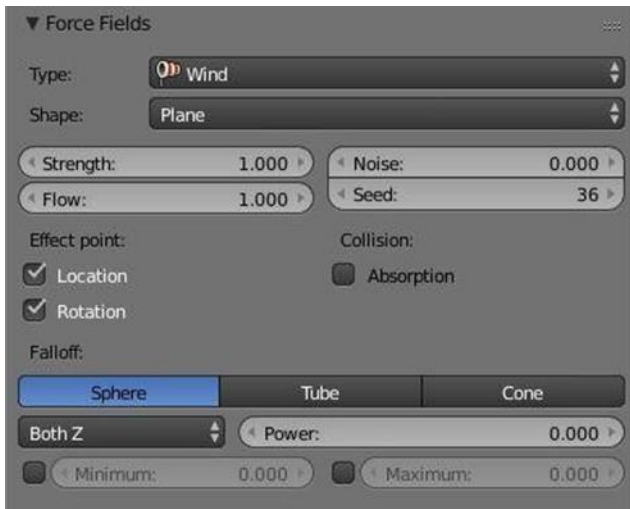 Force Fields
Type: Wind
Shape: Plane
Strength: 1.000 Noise: 0.000
Flow: 1.000 Seed: 36
Effect point: Collision:
Location Absorption
Rotation
Falloff:
Sphere Tube Cone
Both Z Power: 0.000
Minimum: 0.000 Maximum: 0.000